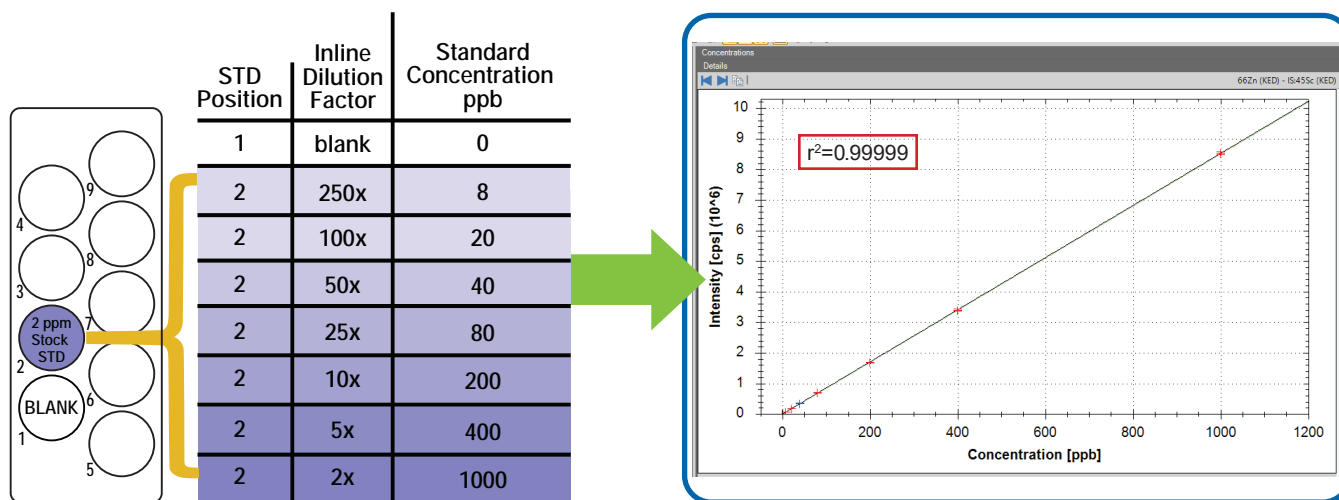 4
9
3
8
2 ppm
Stock
STD
7
2
BLANK
6
1
5
STD
Position
Inline
Dilution
Factor
Standard
Concentration
ppb
1 blank 0
2 250x 8
2 100x 20
2 50x 40
2 25x 80
2 10x 200
2 5x 400
2 2x 1000
Concentrations
Details
66Zn (KED) - IS:45Sc (KED)
r²=0.99999
Intensity [cps] (10^6)
10
9
8
7
6
5
4
3
2
1
0
0 200 400 600 800 1000 1200
Concentration [ppb]